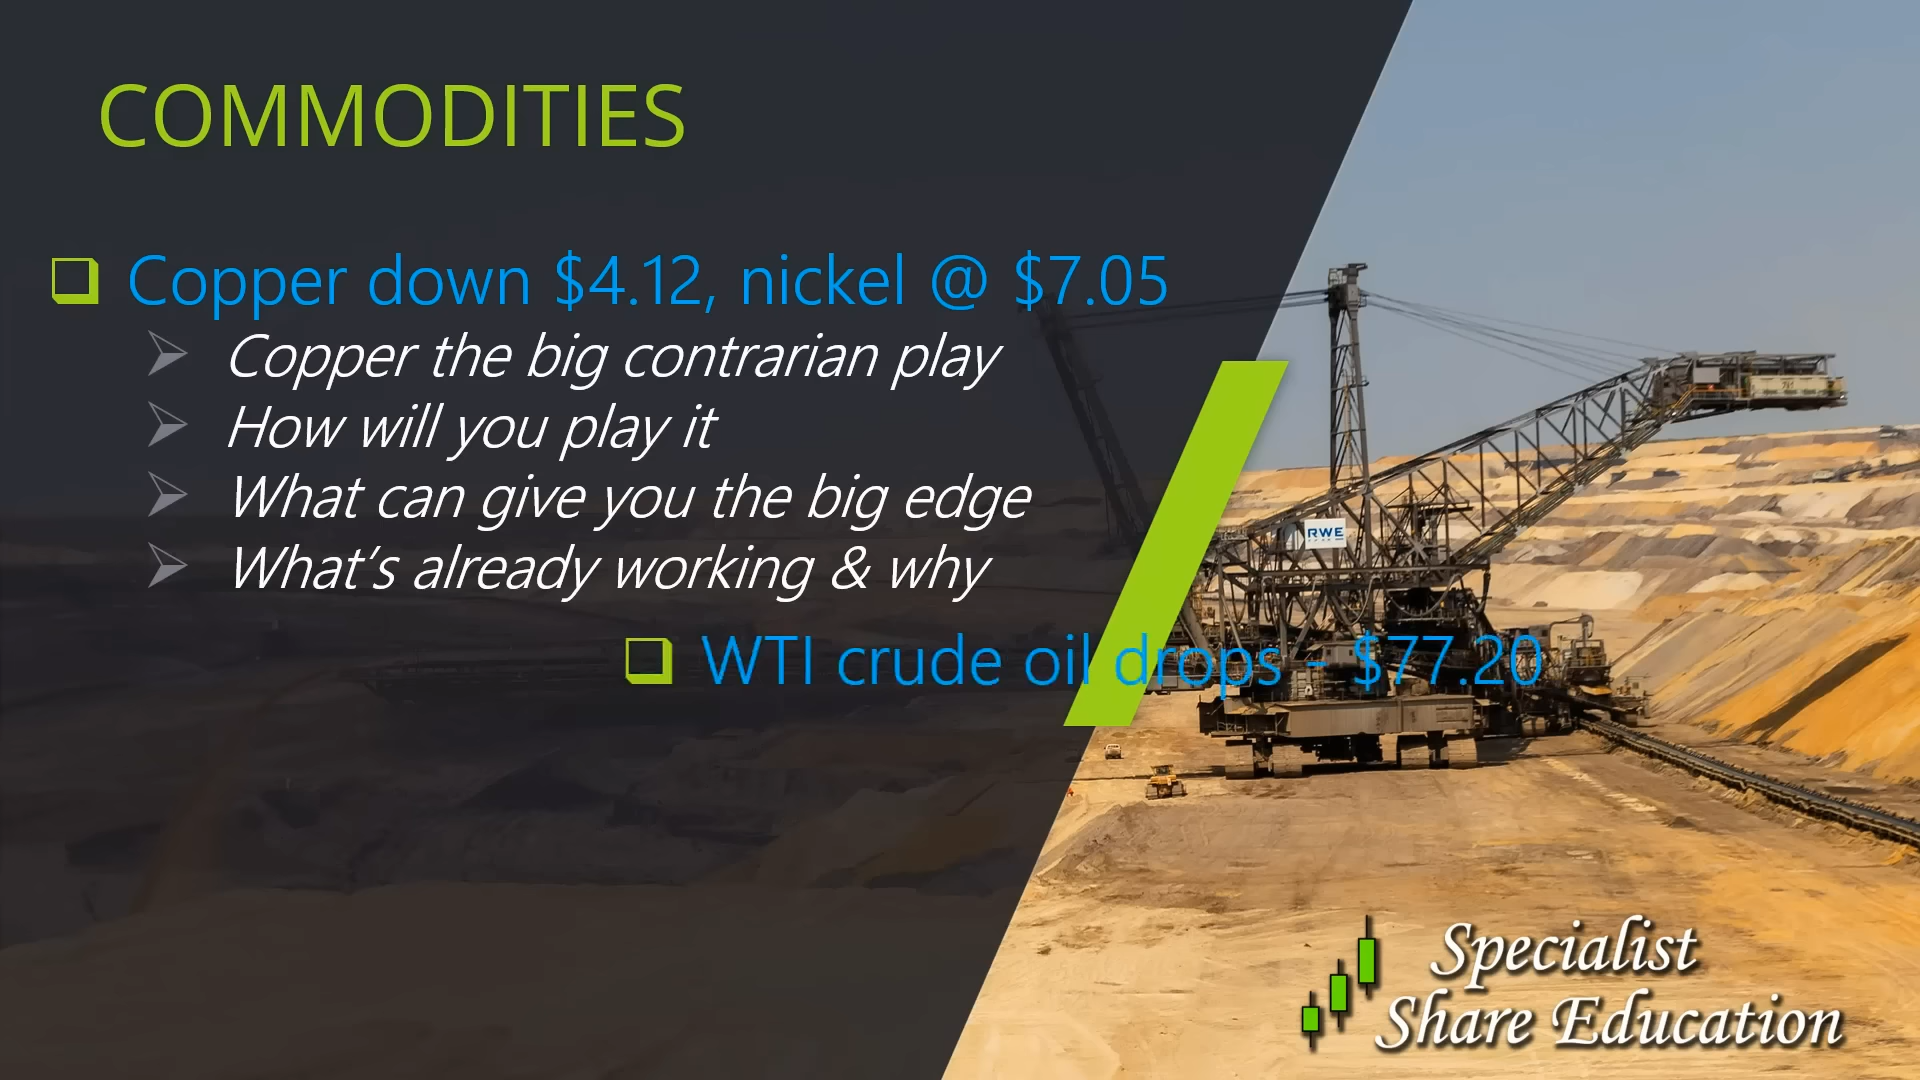 COMMODITIES
Copper down $4.12, nickel @ $7.05
Copper the big contrarian play
How will you play it
What can give you the big edge
What's already working & why
RWE
WTI crude oil drops - $77.20
Specialist
Share Education